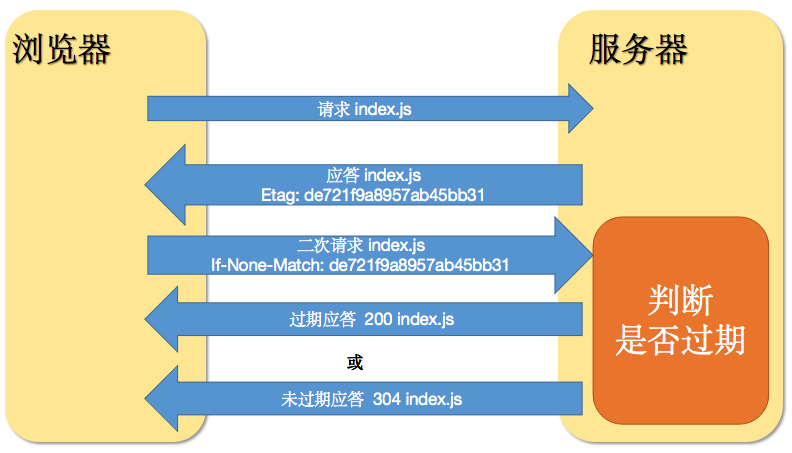 浏览器
服务器
请求 index.js
应答 index.js
Etag: de721f9a8957ab45bb31
二次请求 index.js
If-None-Match: de721f9a8957ab45bb31
判断
是否过期
过期应答 200 index.js
或
未过期应答 304 index.js